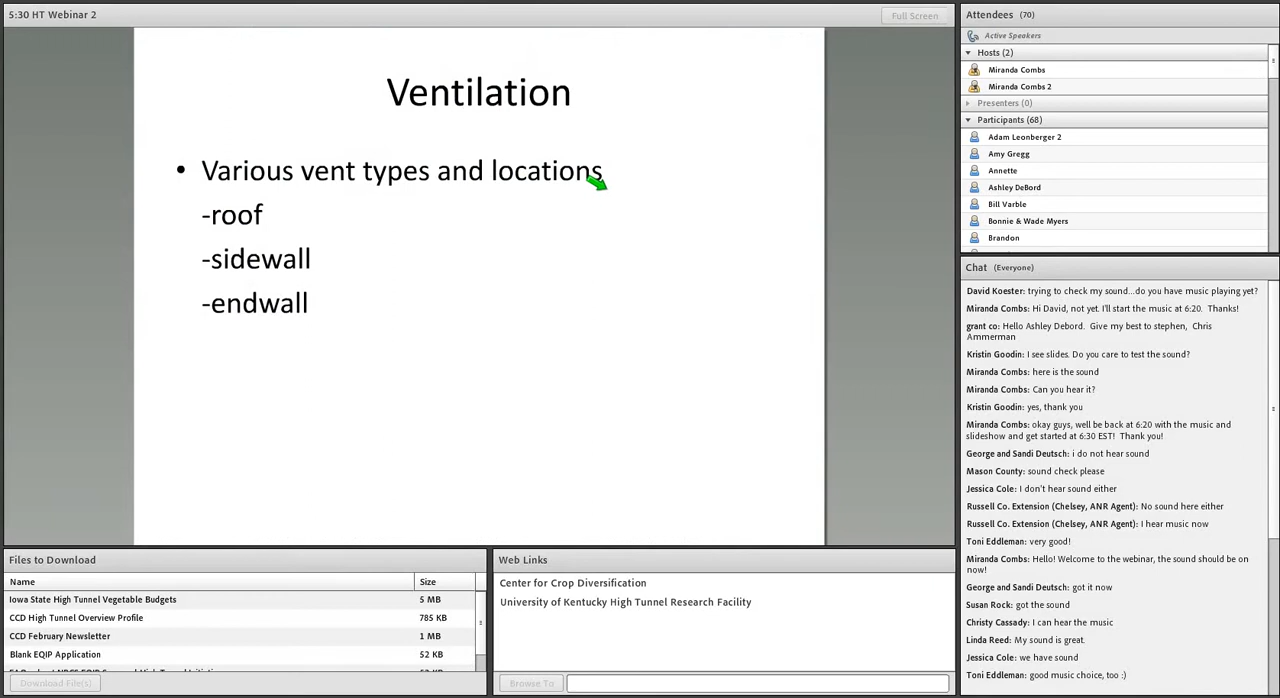 5:30 HT Webinar 2
Full Screen
Ventilation
• Various vent types and locations
-roof
-sidewall
-endwall
Attendees (70)
Active Speakers
Hosts (2)
Miranda Combs
Miranda Combs 2
Presenters (0)
Participants (68)
Adam Leonberger 2
Amy Gregg
Annette
Ashley DeBord
Bill Varble
Bonnie & Wade Myers
Brandon
Chat (Everyone)
David Koester: trying to check my sound...do you have music playing yet?
Miranda Combs: Hi David, not yet. I'll start the music at 6:20. Thanks!
grant co: Hello Ashley Debord. Give my best to stephen, Chris
Ammerman
Kristin Goodin: I see slides. Do you care to test the sound?
Miranda Combs: here is the sound
Miranda Combs: Can you hear it?
Kristin Goodin: yes, thank you
Miranda Combs: okay guys, well be back at 6:20 with the music and
slideshow and get started at 6:30 EST! Thank you!
George and Sandi Deutsch: i do not hear sound
Mason County: sound check please
Jessica Cole: I don't hear sound either
Russell Co. Extension (Chelsey, ANR Agent): No sound here either
Russell Co. Extension (Chelsey, ANR Agent): I hear music now
Toni Eddleman: very good!
Miranda Combs: Hello! Welcome to the webinar, the sound should be on
now!
George and Sandi Deutsch: got it now
Susan Rock: got the sound
Christy Cassady: I can hear the music
Linda Reed: My sound is great.
Jessica Cole: we have sound
Toni Eddleman: good music choice, too :)
Files to Download
Name Size
Iowa State High Tunnel Vegetable Budgets 5 MB
CCD High Tunnel Overview Profile 785 KB
CCD February Newsletter 1 MB
Blank EQIP Application 52 KB
Download File(s)
Web Links
Center for Crop Diversification
University of Kentucky High Tunnel Research Facility
Browse To